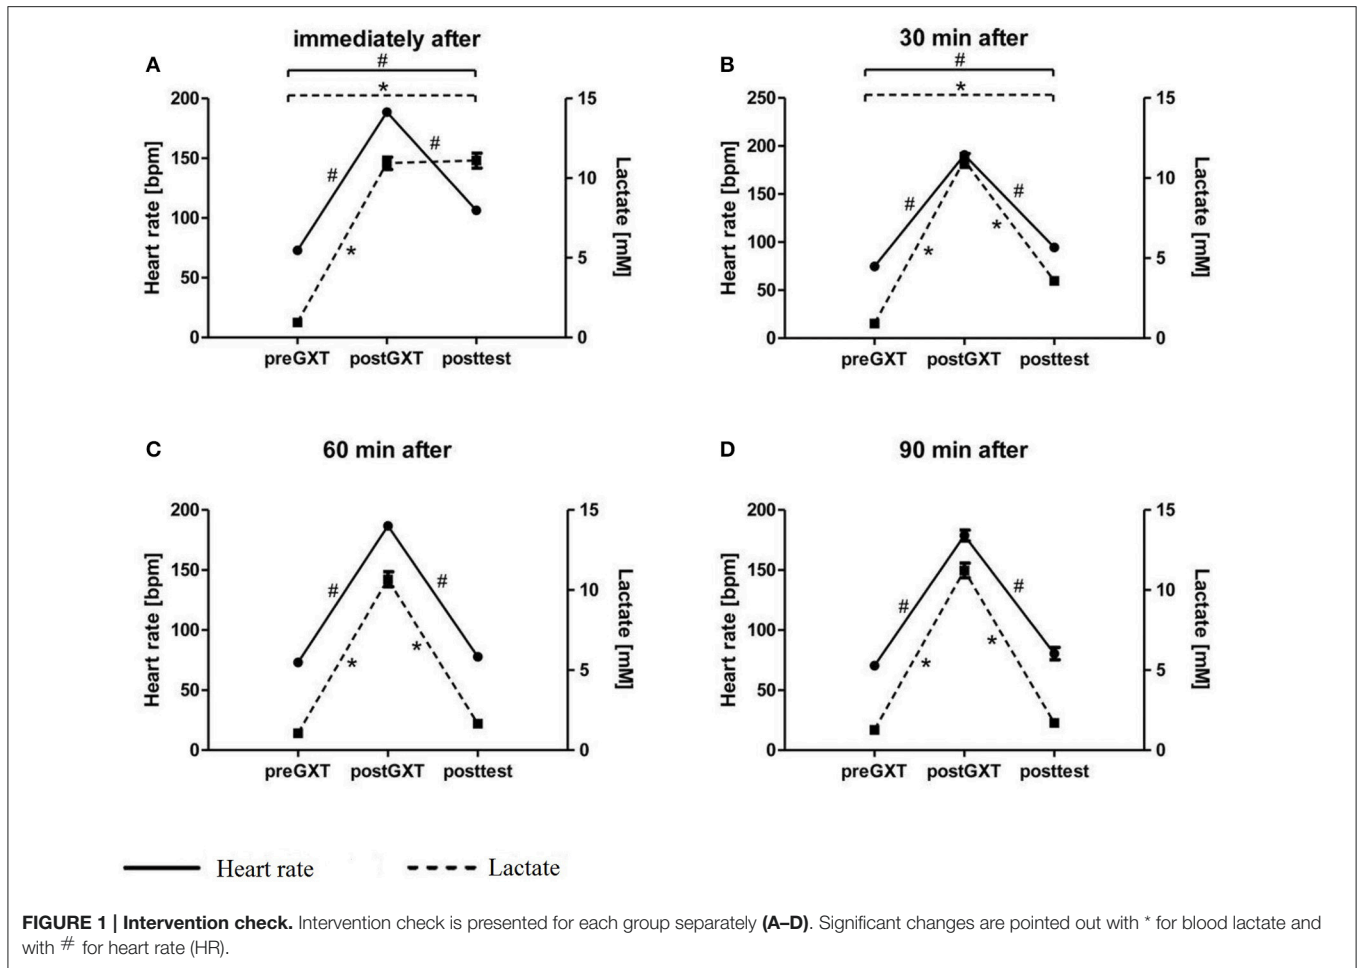 immediately after
A
#
*
200
150
100
50
0
Heart rate [bpm]
15
10
5
0
Lactate [mM]
#
#
*
preGXT postGXT posttest
30 min after
B
#
*
250
200
150
100
50
0
Heart rate [bpm]
15
10
5
0
Lactate [mM]
#
#
*
*
preGXT postGXT posttest
60 min after
C
200
150
100
50
0
Heart rate [bpm]
15
10
5
0
Lactate [mM]
#
#
*
*
preGXT postGXT posttest
90 min after
D
200
150
100
50
0
Heart rate [bpm]
15
10
5
0
Lactate [mM]
#
#
*
*
preGXT postGXT posttest
Heart rate Lactate
FIGURE 1 | Intervention check. Intervention check is presented for each group separately (A–D). Significant changes are pointed out with * for blood lactate and
with # for heart rate (HR).